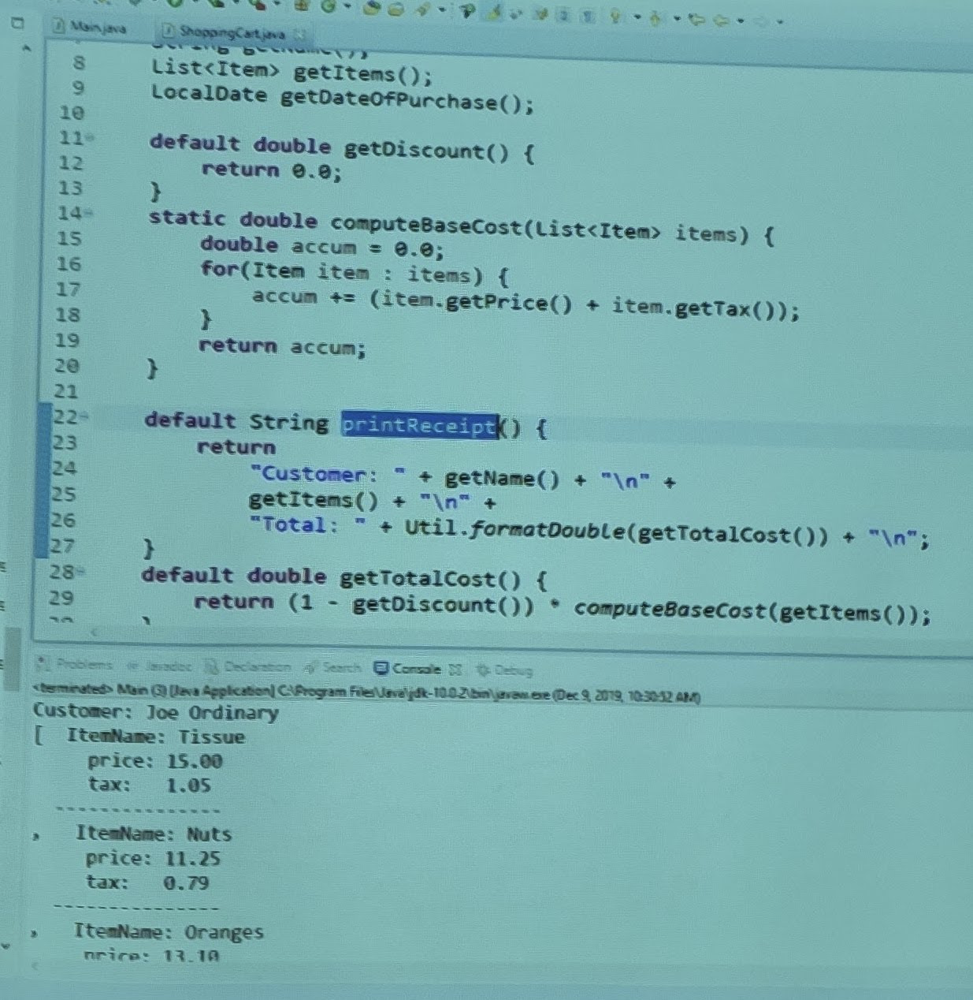 Main.java ShoppingCart.java
String getName();
8 List<Item> getItems();
9 LocalDate getDateOfPurchase();
10
11 default double getDiscount() {
12 return 0.0;
13 }
14 static double computeBaseCost(List<Item> items) {
15 double accum = 0.0;
16 for(Item item : items) {
17 accum += (item.getPrice() + item.getTax());
18 }
19 return accum;
20 }
21
22 default String printReceipt() {
23 return
24 "Customer: " + getName() + "\n" +
25 getItems() + "\n" +
26 "Total: " + Util.formatDouble(getTotalCost()) + "\n";
27 }
28 default double getTotalCost() {
29 return (1 - getDiscount()) * computeBaseCost(getItems());
Problems Javadoc Declaration Search Console Debug
<terminated> Main (3) [Java Application] C:\Program Files\Java\jdk-10.0.2\bin\javaw.exe (Dec 9, 2019, 10:30:32 AM)
Customer: Joe Ordinary
[ ItemName: Tissue
price: 15.00
tax: 1.05
---------------
, ItemName: Nuts
price: 11.25
tax: 0.79
---------------
, ItemName: Oranges
price: 13.10